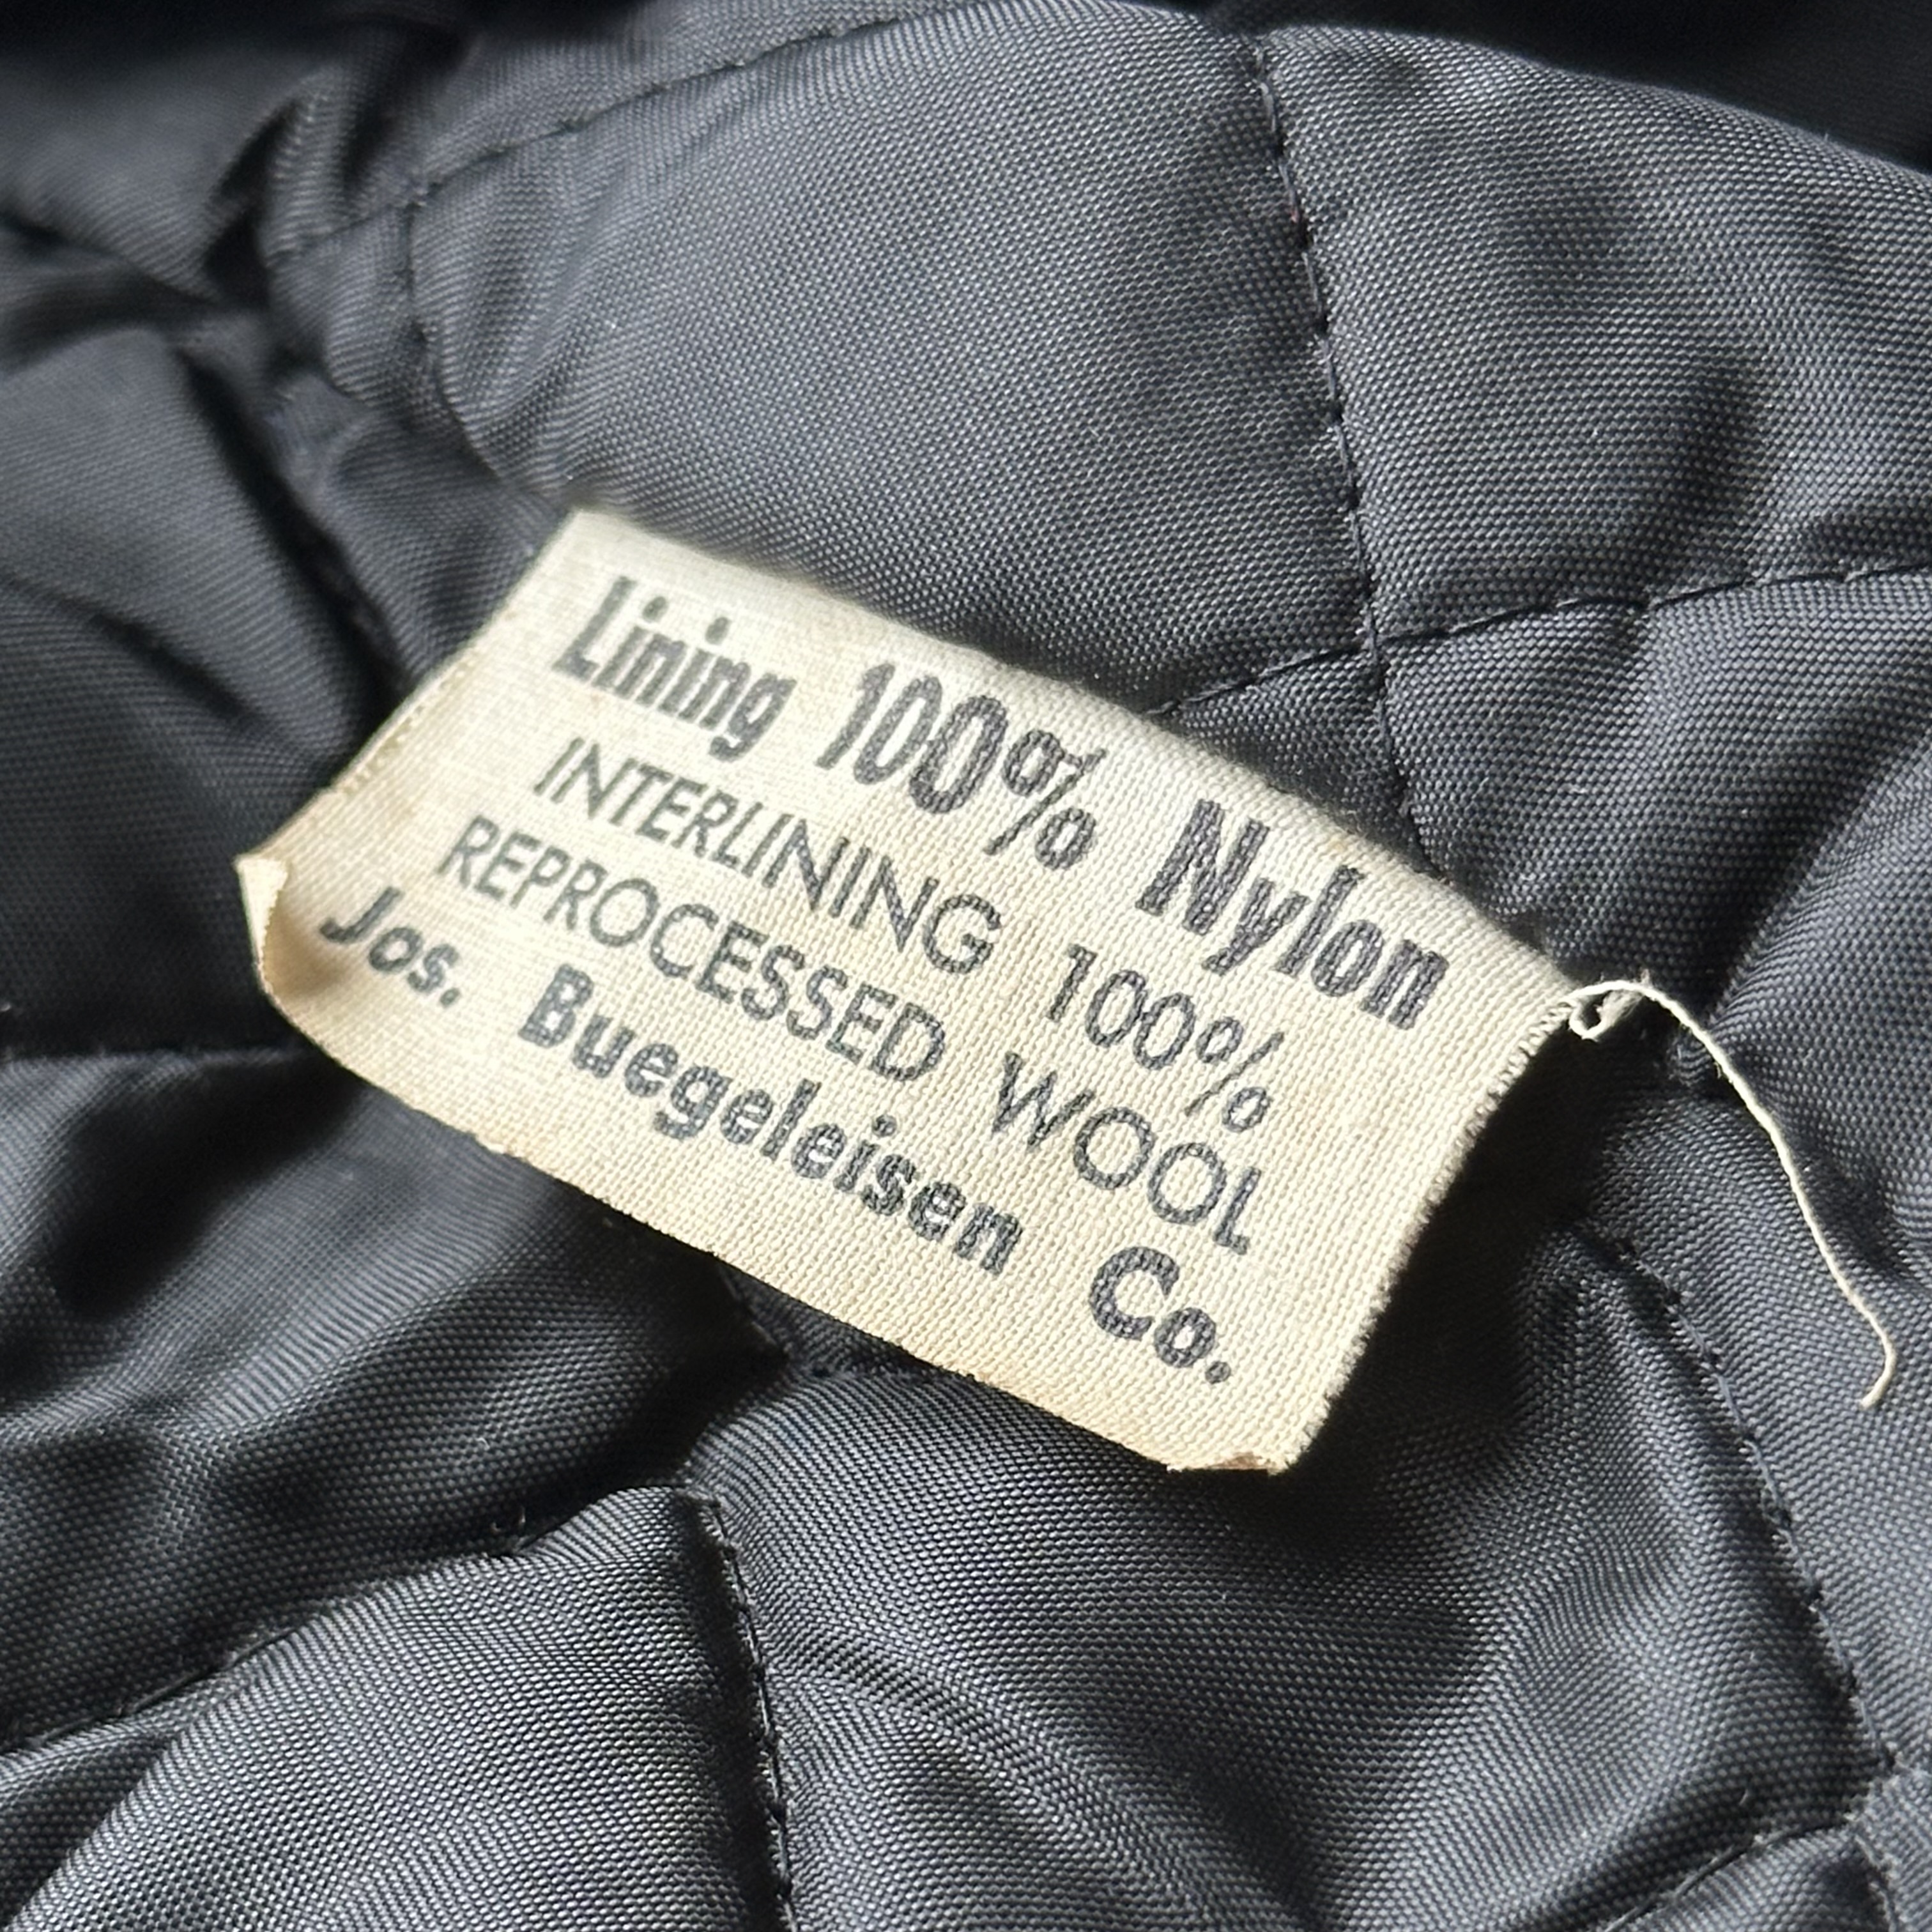 Lining 100% Nylon
INTERLINING 100%
REPROCESSED WOOL
Jos. Buegeleisen Co.